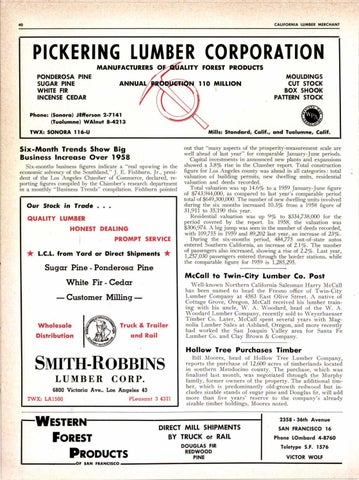 40
CALIFORNIA LUMBER MERCHANT
PICKERING LUMBER CORPORATION
MANUFACTURERS OF QUALITY FOREST PRODUCTS
PONDEROSA PINE
SUGAR PINE
WHITE FIR
INCENSE CEDAR
ANNUAL PRODUCTION 110 MILLION
MOULDINGS
CUT STOCK
BOX SHOOK
PATTERN STOCK
Phone: (Sonora) JEfferson 2-7141
(Tuolumne) WAlnut 8-4213
TWX: SONORA 116-U
Mills: Standard, Calif., and Tuolumne, Calif.
Six-Month Trends Show Big
Business Increase Over 1958
Six-months business figures indicate a "real upswing in the
economic activity of the Southland," J. E. Fishburn, Jr., presi-
dent of the Los Angeles Chamber of Commerce, declared, re-
porting figures compiled by the Chamber's research department
in a monthly "Business Trends" compilation. Fishburn pointed
out that "many aspects of the prosperity-measurement scale are
well ahead of last year" for comparable January-June periods.
Capital investments in announced new plants and expansions
showed a 3.8% rise in the Chamber report. Total construction
figure for Los Angeles county was ahead in all categories: total
valuation of building permits, new dwelling units, residential
valuation and deeds reported.
Total valuation was up 14.6% to a 1959 January-June figure
of $743,944,000, as compared to last year's comparable period
total of $649,300,000. The number of new dwelling units involved
during the six months increased 10.5% from a 1958 figure of
31,911 to 35,190 this year.
Residential valuation was up 9% to $334,738,000 for the
period covered by the report. In 1958, the valuation was
$306,974. A big jump was seen in the number of deeds recorded,
with 109,735 in 1959 and 89,202 last year, an increase of 23%.
During the six-months period, 484,775 out-of-state autos
entered Southern California, an increase of 2.1%. The number
of passengers also rose, showing a rise of 2.2%. Last year,
1,257,030 passengers entered through the border stations, while
the comparable figure for 1959 is 1,285,295.
McCall to Twin-City Lumber Co. Post
Well-known Northern California Salesman Harry McCall
has been named to head the Fresno office of Twin-City
Lumber Company at 4583 East Olive Street. A native of
Cottage Grove, Oregon, McCall received his lumber train-
ing with his uncle, W. A. Woodard, head of the W. A.
Woodard Lumber Company, recently sold to Weyerhaeuser
Timber Co. Later, McCall spent several years with Mag-
nolia Lumber Sales at Ashland, Oregon, and more recently
had worked the San Joaquin Valley area for Santa Fe
Lumber Co. and Clay Brown & Company.
Hollow Tree Purchases Timber
Bill Moores, head of Hollow Tree Lumber Company,
reports the purchase of 12,600 acres of timberlands located
in southern Mendocino county. The purchase, which was
finalized last month, was negotiated through the Murphy
family, former owners of the property. The additional tim-
ber, which is predominantly old-growth redwood but in-
cludes sizable stands of sugar pine and Douglas fir, will add
more than five years' reserve to the company's already
sizable timber holdings, Moores noted.
Our Stock in Trade . . .
QUALITY LUMBER
HONEST DEALING
PROMPT SERVICE
★ L.C.L. from Yard or Direct Shipments ★
Sugar Pine - Ponderosa Pine
White Fir - Cedar
— Customer Milling —
Wholesale
Distribution
Truck & Trailer
and Rail
SMITH-ROBBINS
LUMBER CORP.
6800 Victoria Ave., Los Angeles 43
TWX: LA1500
PLeasant 3 4321
WESTERN
FOREST
PRODUCTS
OF SAN FRANCISCO
DIRECT MILL SHIPMENTS
BY TRUCK or RAIL
DOUGLAS FIR
REDWOOD
PINE
2358 - 36th Avenue
SAN FRANCISCO 16
Phone LOmbard 4-8760
Teletype S.F. 1576
VICTOR WOLF